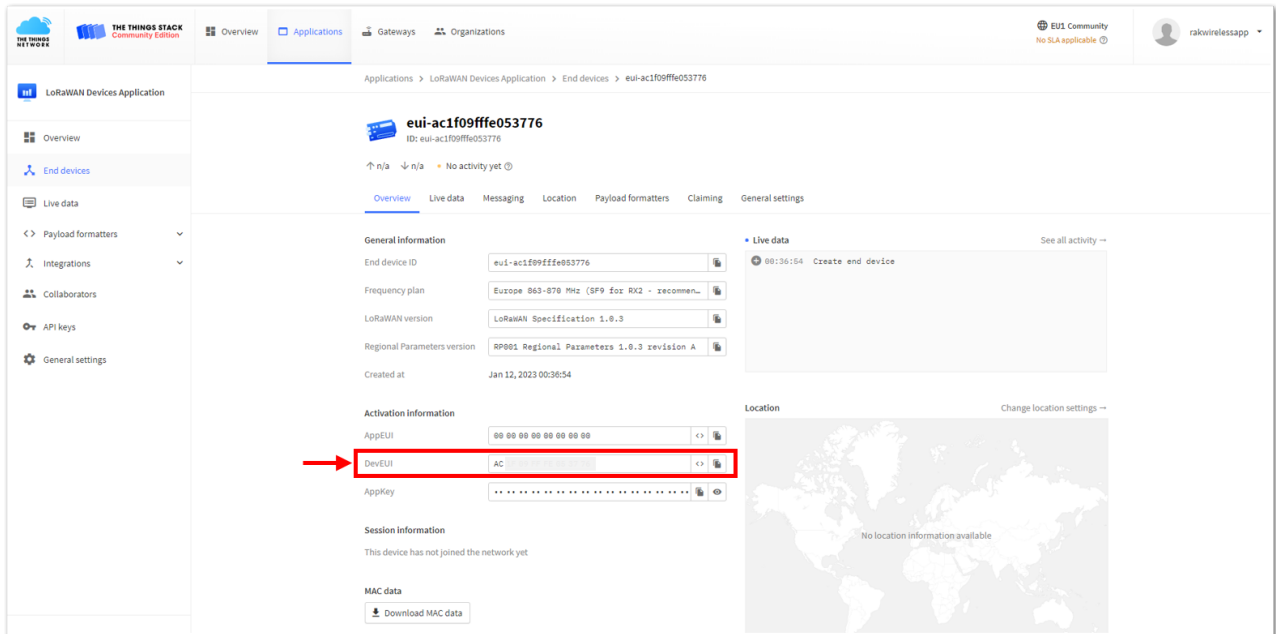 THE THINGS NETWORK
THE THINGS STACK
Community Edition
Overview
Applications
Gateways
Organizations
EU1 Community
No SLA applicable
rakwirelessapp
LoRaWAN Devices Application
Overview
End devices
Live data
Payload formatters
Integrations
Collaborators
API keys
General settings
Applications > LoRaWAN Devices Application > End devices > eui-ac1f09fffe053776
eui-ac1f09fffe053776
ID: eui-ac1f09fffe053776
↑ n/a ↓ n/a • No activity yet
Overview Live data Messaging Location Payload formatters Claiming General settings
General information
End device ID eui-ac1f09fffe053776
Frequency plan Europe 863-870 MHz (SF9 for RX2 - recommen…
LoRaWAN version LoRaWAN Specification 1.0.3
Regional Parameters version RP001 Regional Parameters 1.0.3 revision A
Created at Jan 12, 2023 00:36:54
Activation information
AppEUI 00 00 00 00 00 00 00 00
DevEUI AC
AppKey •• •• •• •• •• •• •• •• •• •• •• •• •• •• •• ••
Session information
This device has not joined the network yet
MAC data
Download MAC data
• Live data See all activity →
00:36:54 Create end device
Location Change location settings →
No location information available